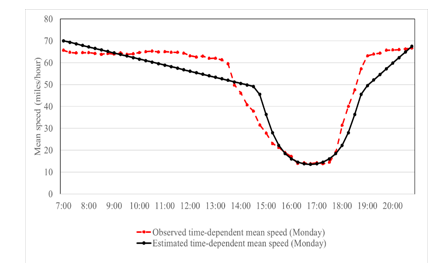 80
70
60
50
40
30
20
10
0
Mean speed (miles/hour)
7:00 8:00 9:00 10:00 11:00 12:00 13:00 14:00 15:00 16:00 17:00 18:00 19:00 20:00
Observed time-dependent mean speed (Monday)
Estimated time-dependent mean speed (Monday)